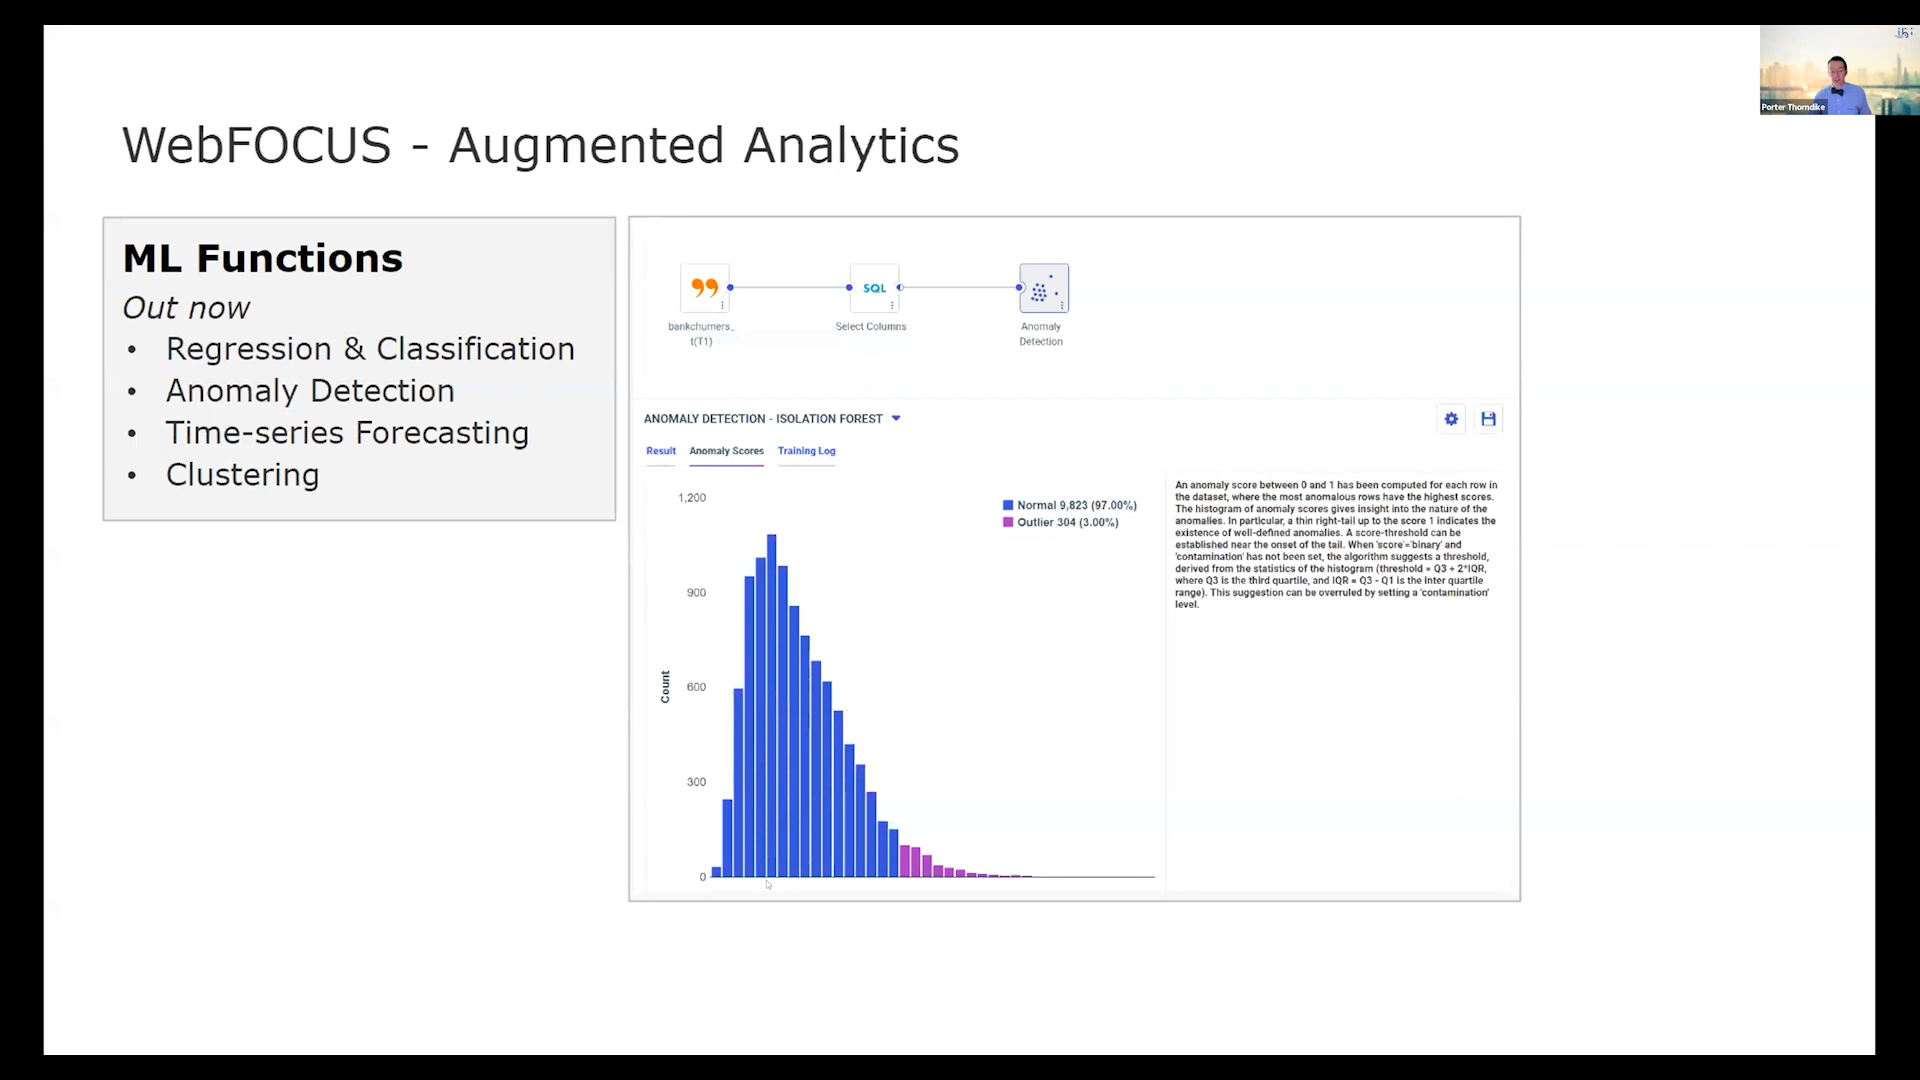 Porter Thorndike
WebFOCUS - Augmented Analytics
ML Functions
Out now
• Regression & Classification
• Anomaly Detection
• Time-series Forecasting
• Clustering
SQL
bankchurners_
t(T1)
Select Columns
Anomaly
Detection
ANOMALY DETECTION - ISOLATION FOREST
Result Anomaly Scores Training Log
1,200
900
600
300
0
Count
Normal 9,823 (97.00%)
Outlier 304 (3.00%)
An anomaly score between 0 and 1 has been computed for each row in
the dataset, where the most anomalous rows have the highest scores.
The histogram of anomaly scores gives insight into the nature of the
anomalies. In particular, a thin right-tail up to the score 1 indicates the
existence of well-defined anomalies. A score-threshold can be
established near the onset of the tail. When 'score'='binary' and
'contamination' has not been set, the algorithm suggests a threshold,
derived from the statistics of the histogram (threshold = Q3 + 2*IQR,
where Q3 is the third quartile, and IQR = Q3 - Q1 is the inter quartile
range). This suggestion can be overruled by setting a 'contamination'
level.